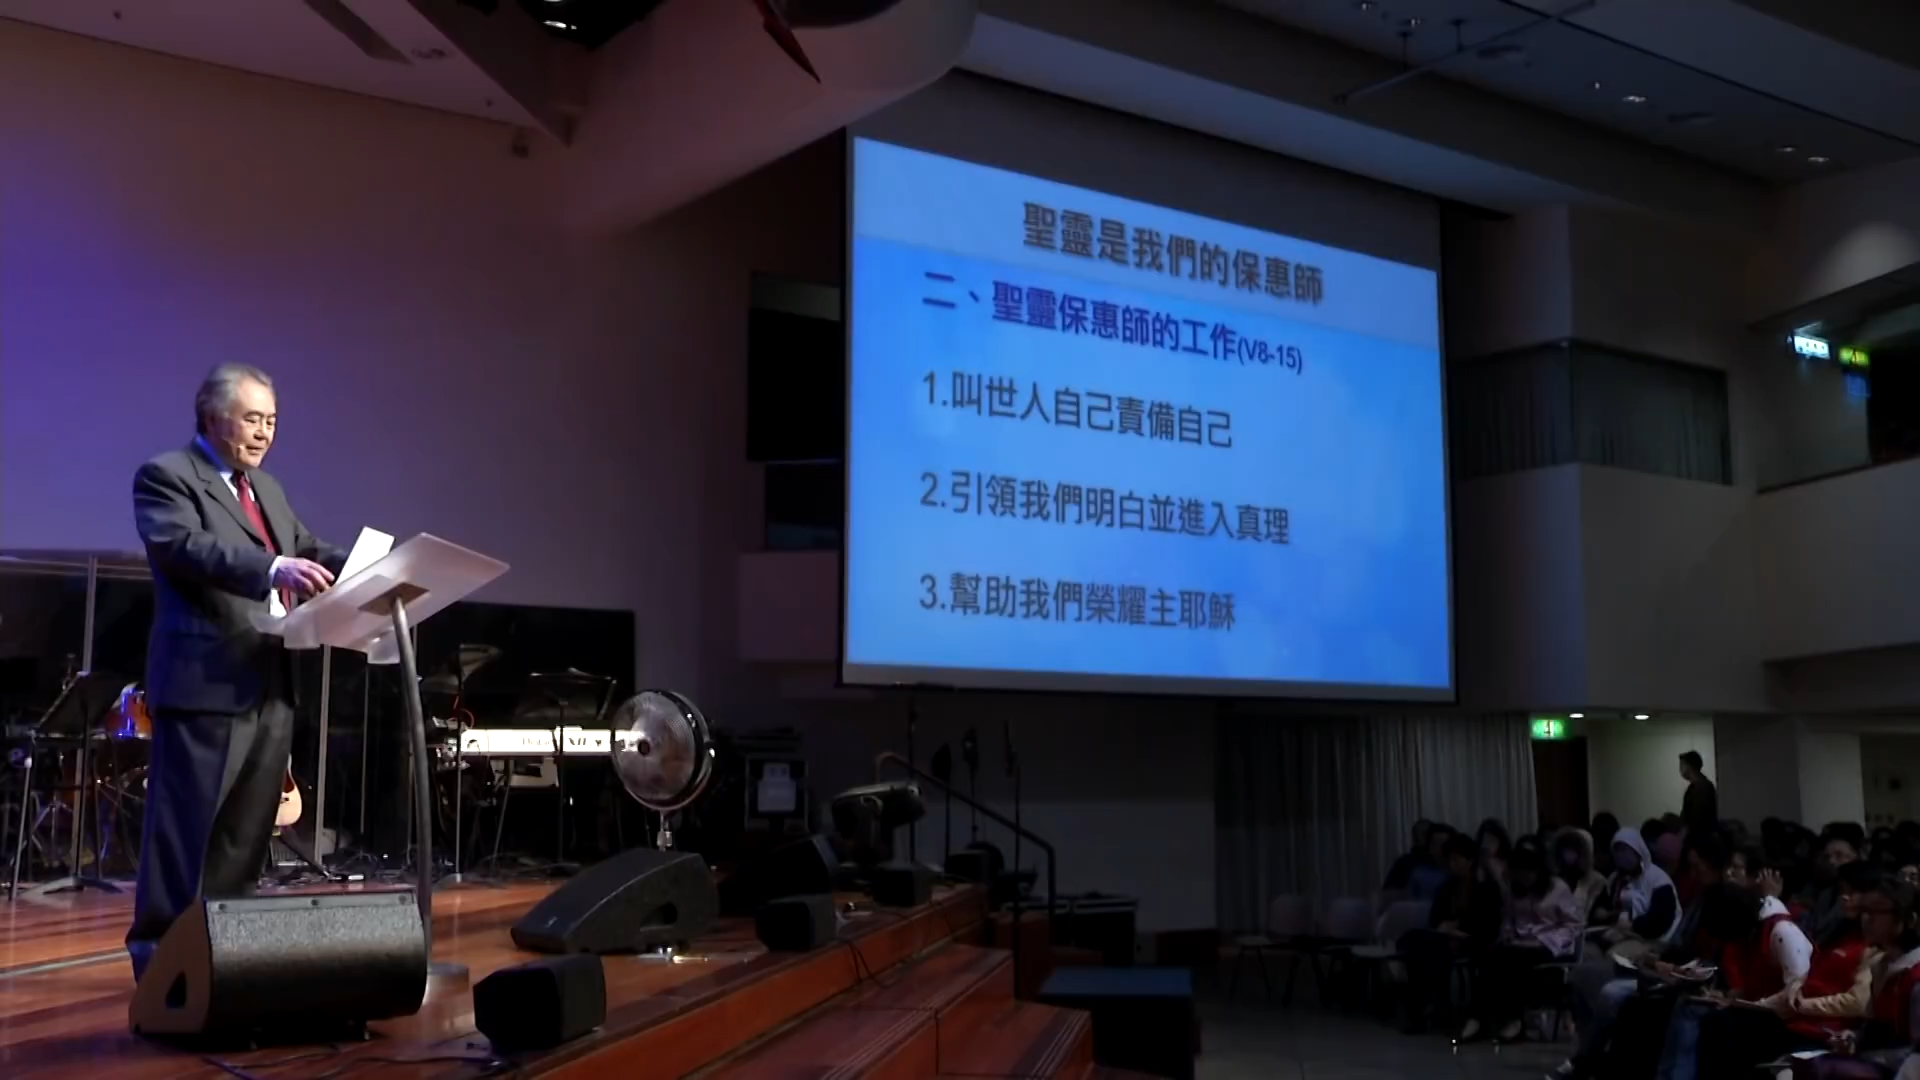 聖靈是我們的保惠師
二、聖靈保惠師的工作(V8-15)
1.叫世人自己責備自己
2.引領我們明白並進入真理
3.幫助我們榮耀主耶穌